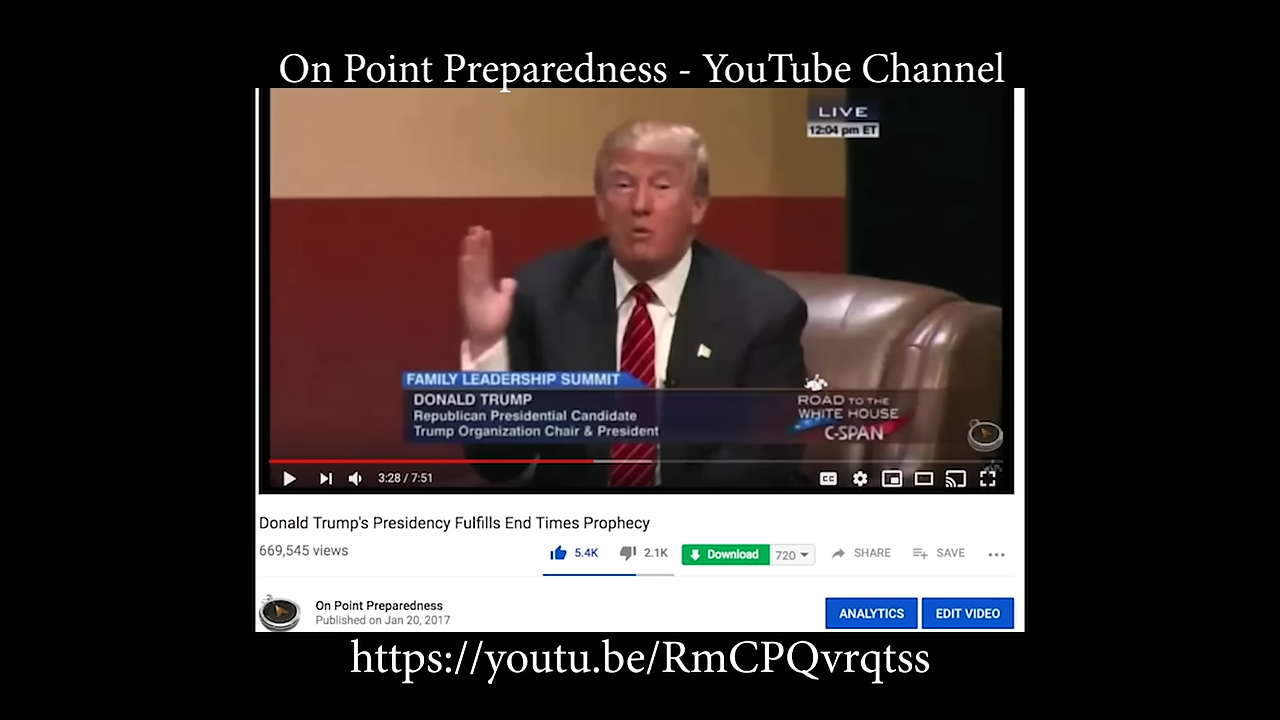 On Point Preparedness - YouTube Channel
LIVE
12:04 pm ET
FAMILY LEADERSHIP SUMMIT
DONALD TRUMP
Republican Presidential Candidate
Trump Organization Chair & President
ROAD TO THE
WHITE HOUSE
C-SPAN
3:28 / 7:51
CC
Donald Trump's Presidency Fulfills End Times Prophecy
669,545 views
5.4K
2.1K
Download
720
SHARE
SAVE
On Point Preparedness
Published on Jan 20, 2017
ANALYTICS
EDIT VIDEO
https://youtu.be/RmCPQvrqtss